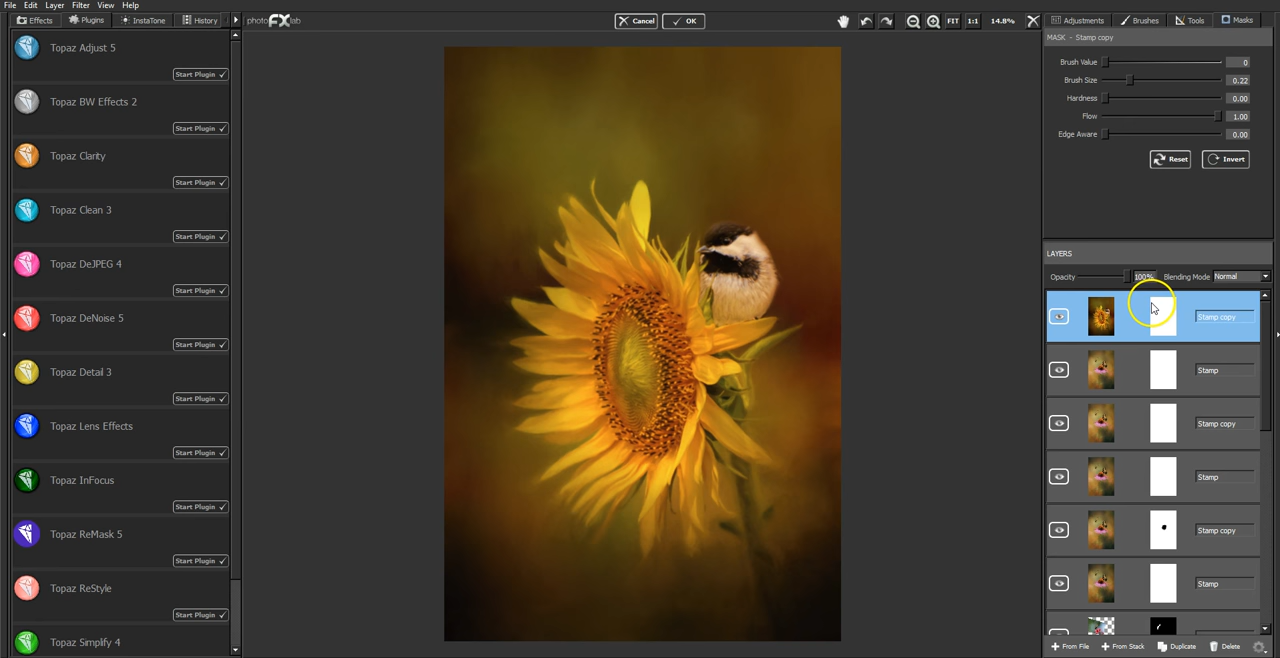 File Edit Layer Filter View Help
Effects Plugins InstaTone History photoFXlab Cancel OK FIT 1:1 14.8% Adjustments Brushes Tools Masks
Topaz Adjust 5
Start Plugin
Topaz BW Effects 2
Start Plugin
Topaz Clarity
Start Plugin
Topaz Clean 3
Start Plugin
Topaz DeJPEG 4
Start Plugin
Topaz DeNoise 5
Start Plugin
Topaz Detail 3
Start Plugin
Topaz Lens Effects
Start Plugin
Topaz InFocus
Start Plugin
Topaz ReMask 5
Start Plugin
Topaz ReStyle
Start Plugin
Topaz Simplify 4
MASK - Stamp copy
Brush Value 0
Brush Size 0.22
Hardness 0.00
Flow 1.00
Edge Aware 0.00
Reset Invert
LAYERS
Opacity 100% Blending Mode Normal
Stamp copy
Stamp
Stamp copy
Stamp
Stamp copy
Stamp
From File From Stack Duplicate Delete